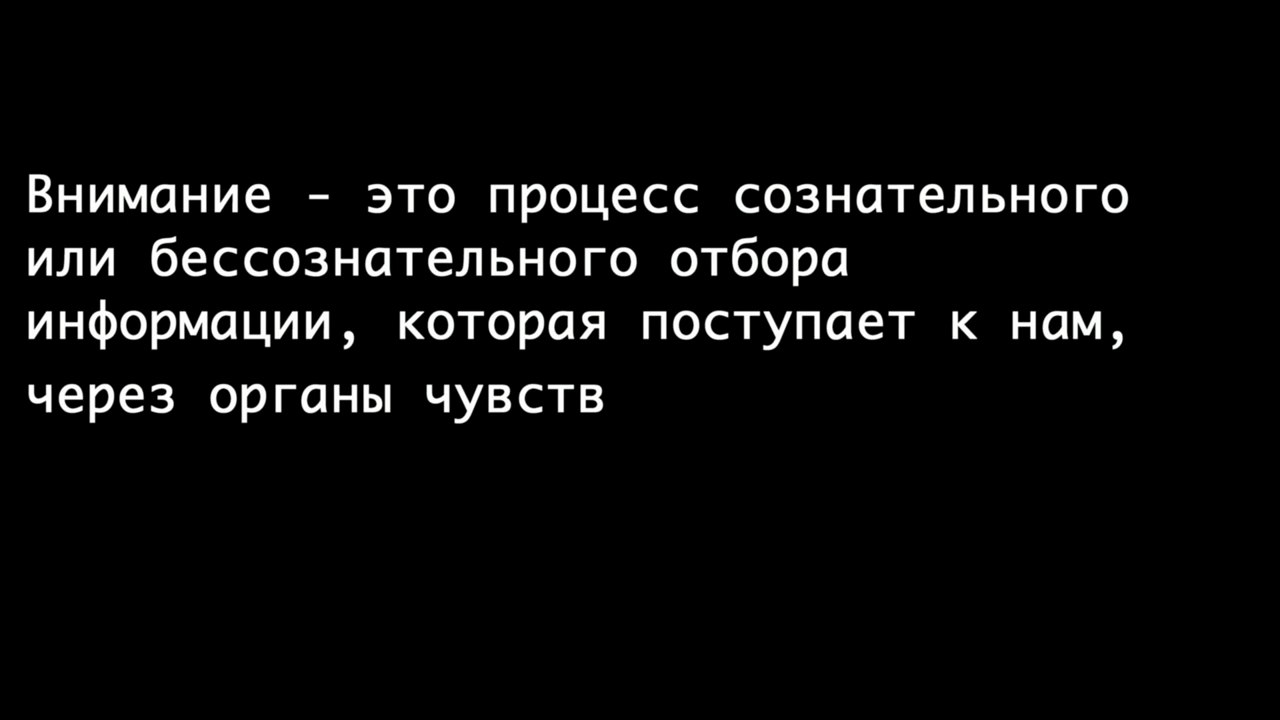 Внимание - это процесс сознательного
или бессознательного отбора
информации, которая поступает к нам,
через органы чувств